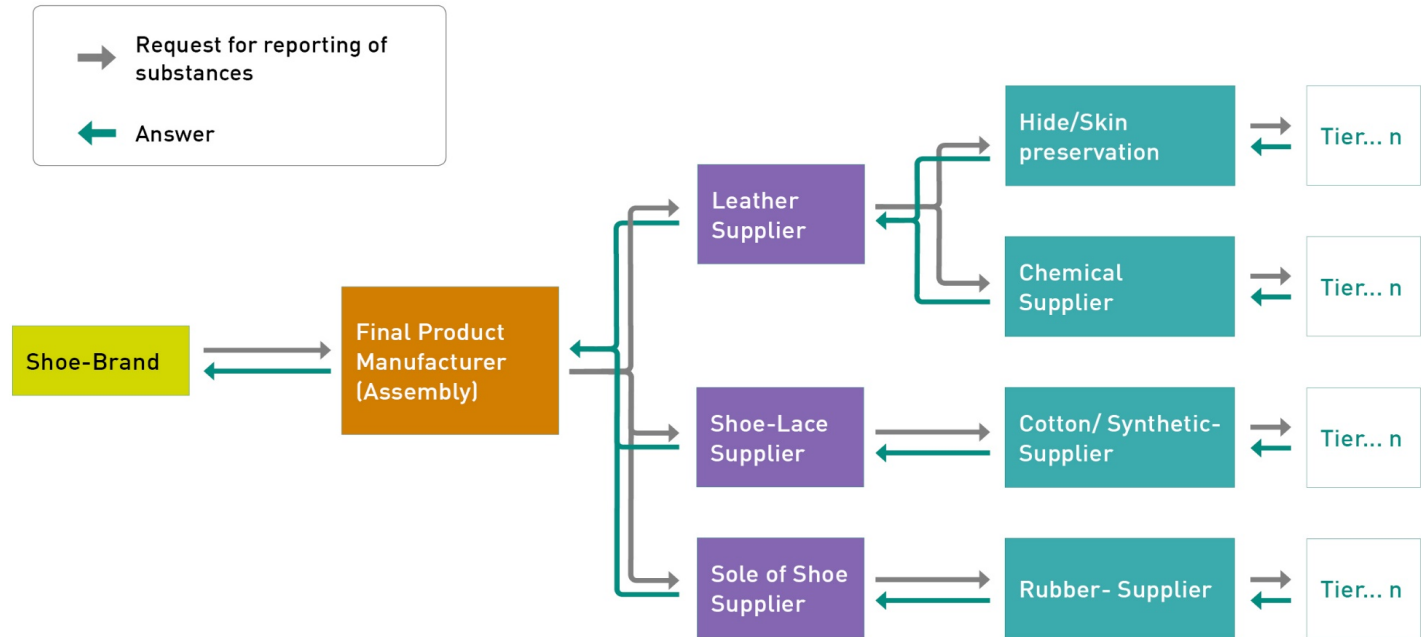 Request for reporting of
substances
Answer
Shoe-Brand
Final Product
Manufacturer
(Assembly)
Leather
Supplier
Shoe-Lace
Supplier
Sole of Shoe
Supplier
Hide/Skin
preservation
Chemical
Supplier
Cotton/ Synthetic-
Supplier
Rubber- Supplier
Tier... n
Tier... n
Tier... n
Tier... n